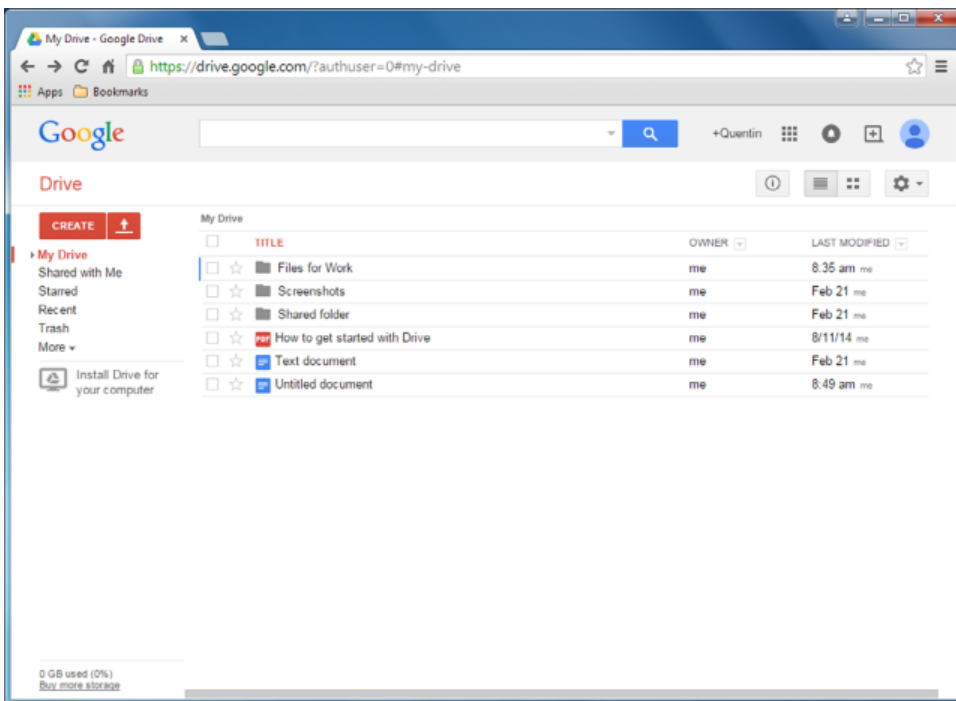 My Drive - Google Drive
https://drive.google.com/?authuser=0#my-drive
Apps Bookmarks
Google +Quentin
Drive
CREATE
My Drive
Shared with Me
Starred
Recent
Trash
More
Install Drive for
your computer
My Drive
TITLE OWNER LAST MODIFIED
Files for Work me 8:35 am me
Screenshots me Feb 21 me
Shared folder me Feb 21 me
PDF How to get started with Drive me 8/11/14 me
Text document me Feb 21 me
Untitled document me 8:49 am me
0 GB used (0%)
Buy more storage